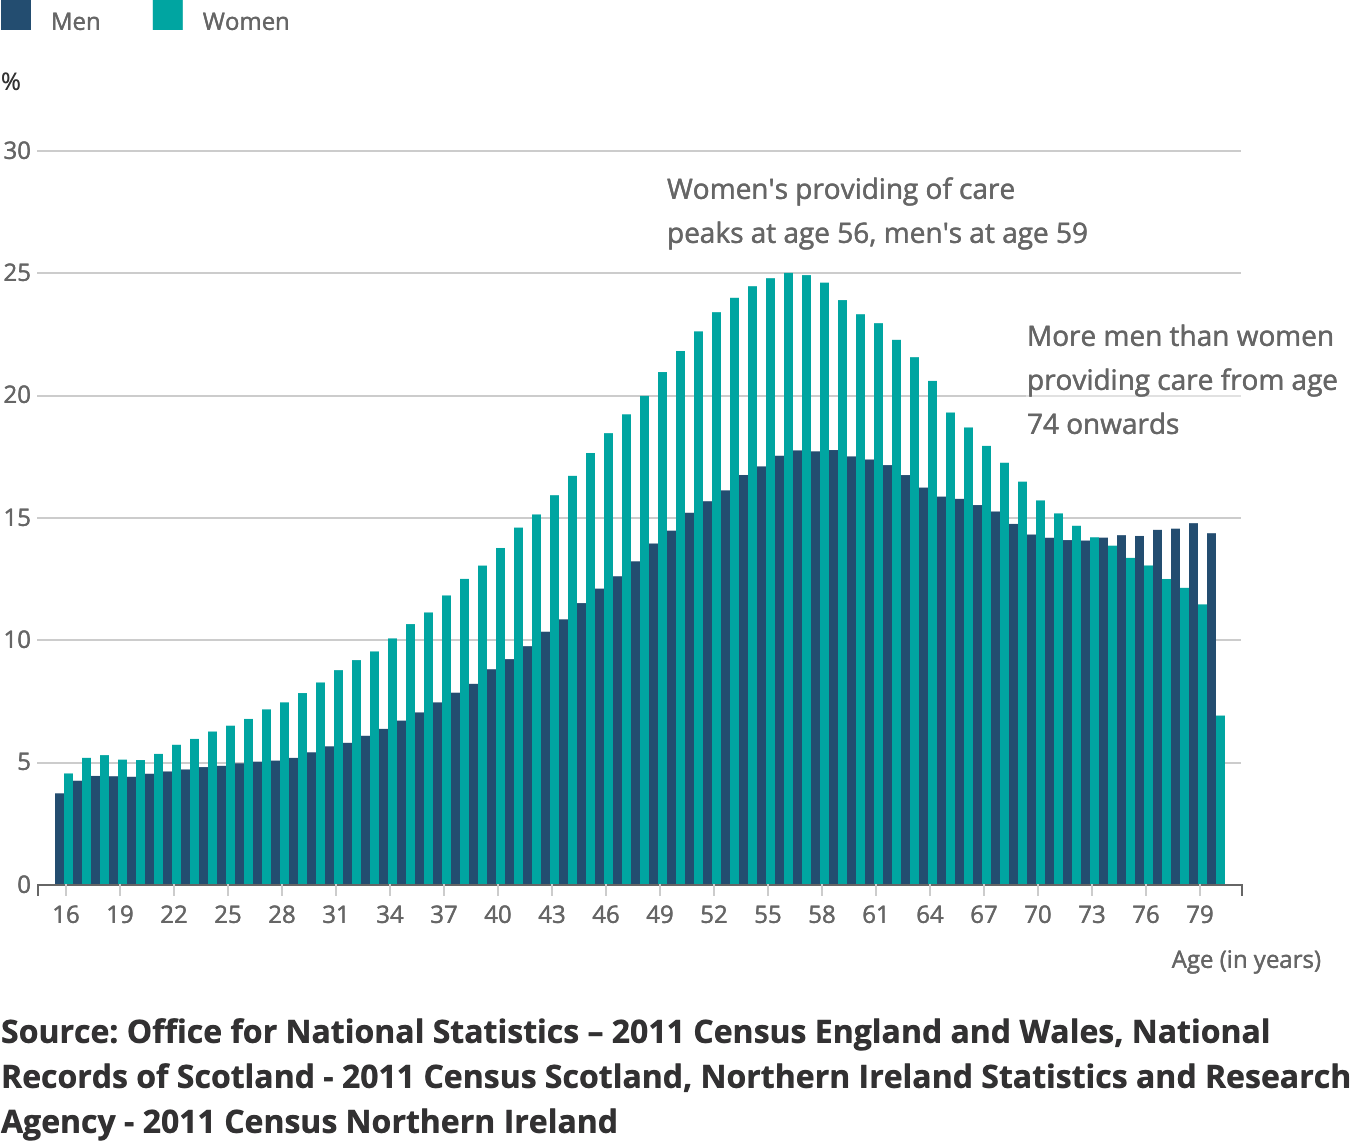 Men Women
%
30
Women's providing of care
peaks at age 56, men's at age 59
25
More men than women
providing care from age
20
74 onwards
15
10
5
0
16 19 22 25 28 31 34 37 40 43 46 49 52 55 58 61 64 67 70 73 76 79
Age (in years)
Source: Office for National Statistics – 2011 Census England and Wales, National
Records of Scotland - 2011 Census Scotland, Northern Ireland Statistics and Research
Agency - 2011 Census Northern Ireland